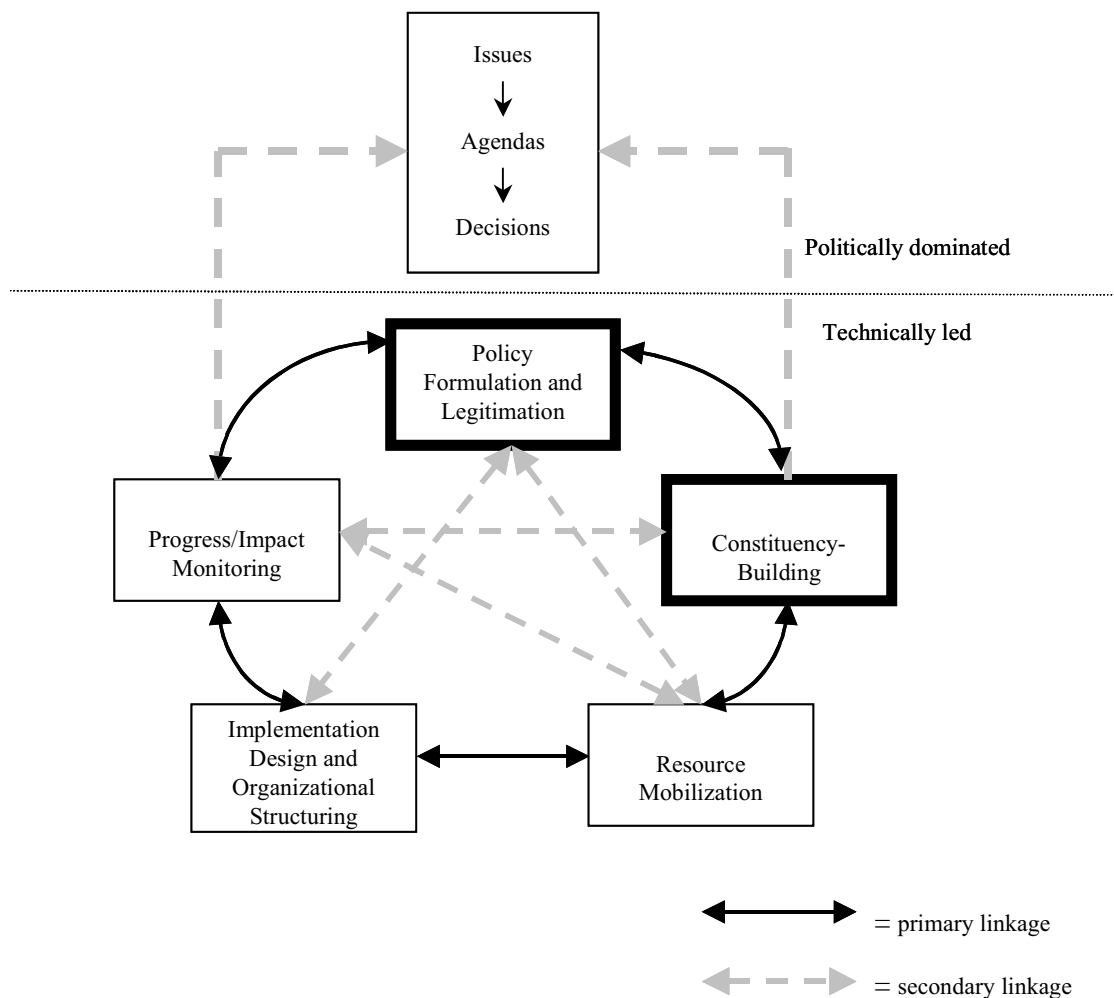 Issues
Agendas
Decisions
Politically dominated
Technically led
Policy
Formulation and
Legitimation
Progress/Impact
Monitoring
Constituency-
Building
Implementation
Design and
Organizational
Structuring
Resource
Mobilization
= primary linkage
= secondary linkage